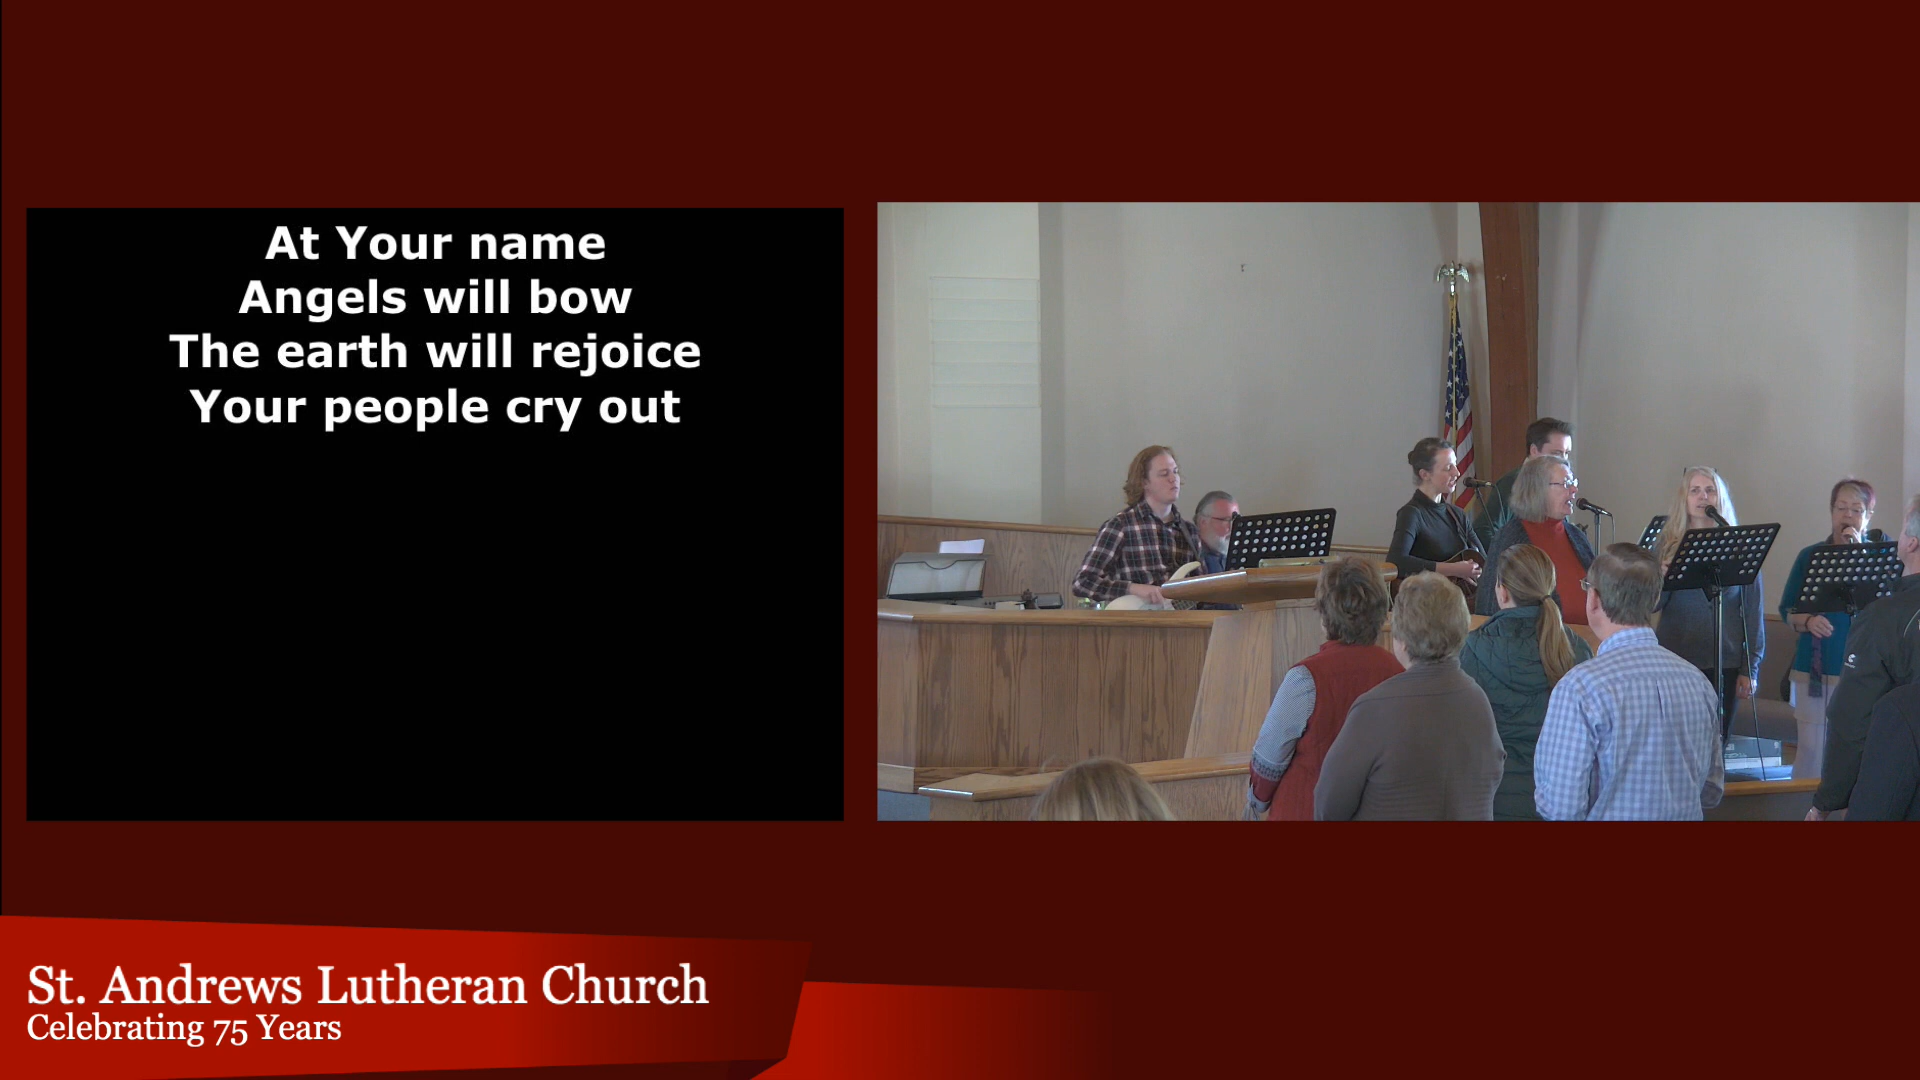 At Your name
Angels will bow
The earth will rejoice
Your people cry out
St. Andrews Lutheran Church
Celebrating 75 Years